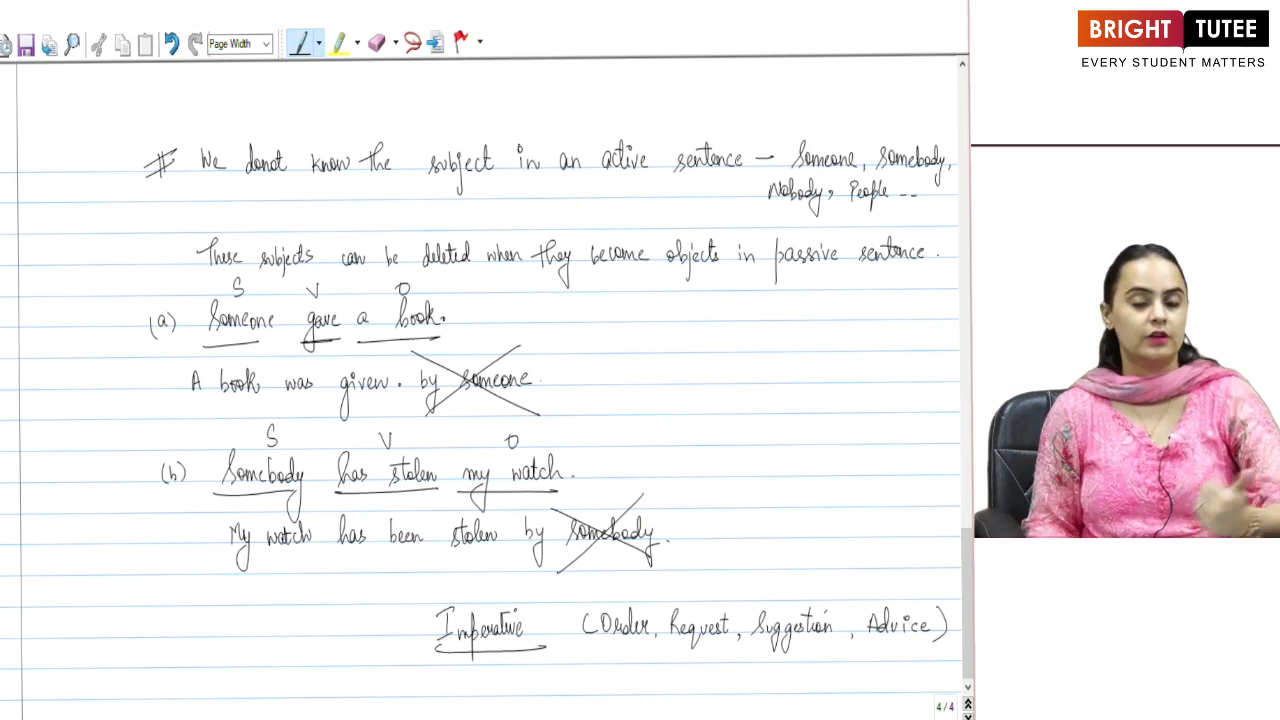 Page Width
BRIGHT TUTEE
EVERY STUDENT MATTERS
# We donot know the subject in an active sentence - Someone, Somebody,
Nobody, People --
These subjects can be deleted when they become objects in passive sentence.
S V O
(a) Someone gave a book.
A book was given. by someone.
S V O
(b) Somebody has stolen my watch.
My watch has been stolen by somebody.
Imperative (Order, Request, Suggestion, Advice)
4/4